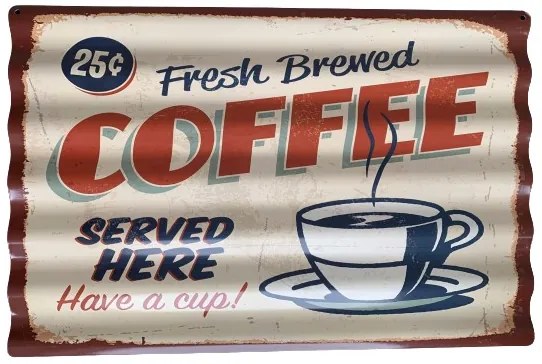 25¢
Fresh Brewed
COFFEE
SERVED
HERE
Have a cup!